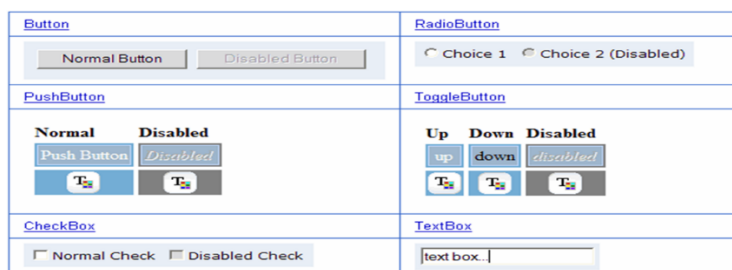 Button
RadioButton
Normal Button Disabled Button
Choice 1 Choice 2 (Disabled)
PushButton
ToggleButton
Normal Disabled
Push Button Disabled
Up Down Disabled
up down disabled
CheckBox
TextBox
Normal Check Disabled Check
text box...